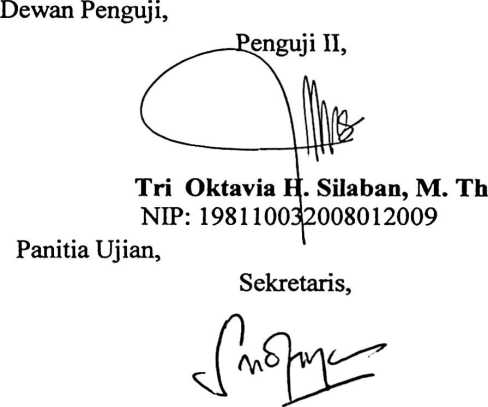 Dewan Penguji,
Penguji II,
Tri Oktavia H. Silaban, M. Th
NIP: 198110032008012009
Panitia Ujian,
Sekretaris,